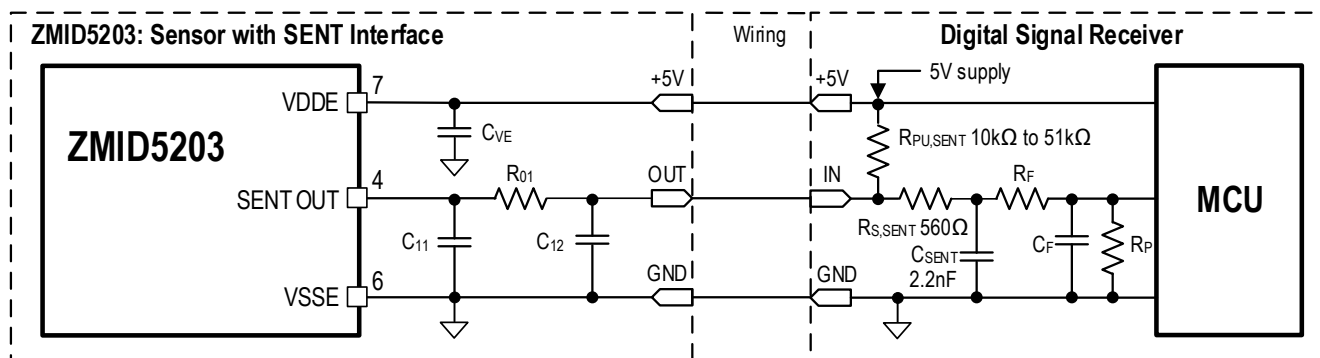 ZMID5203: Sensor with SENT Interface
Wiring
Digital Signal Receiver
ZMID5203
VDDE
7
CVE
+5V
+5V
5V supply
RPU,SENT 10kΩ to 51kΩ
SENT OUT
4
R01
OUT
IN
RF
MCU
C11
C12
RS,SENT 560Ω
CSENT
2.2nF
CF
RP
VSSE
6
GND
GND